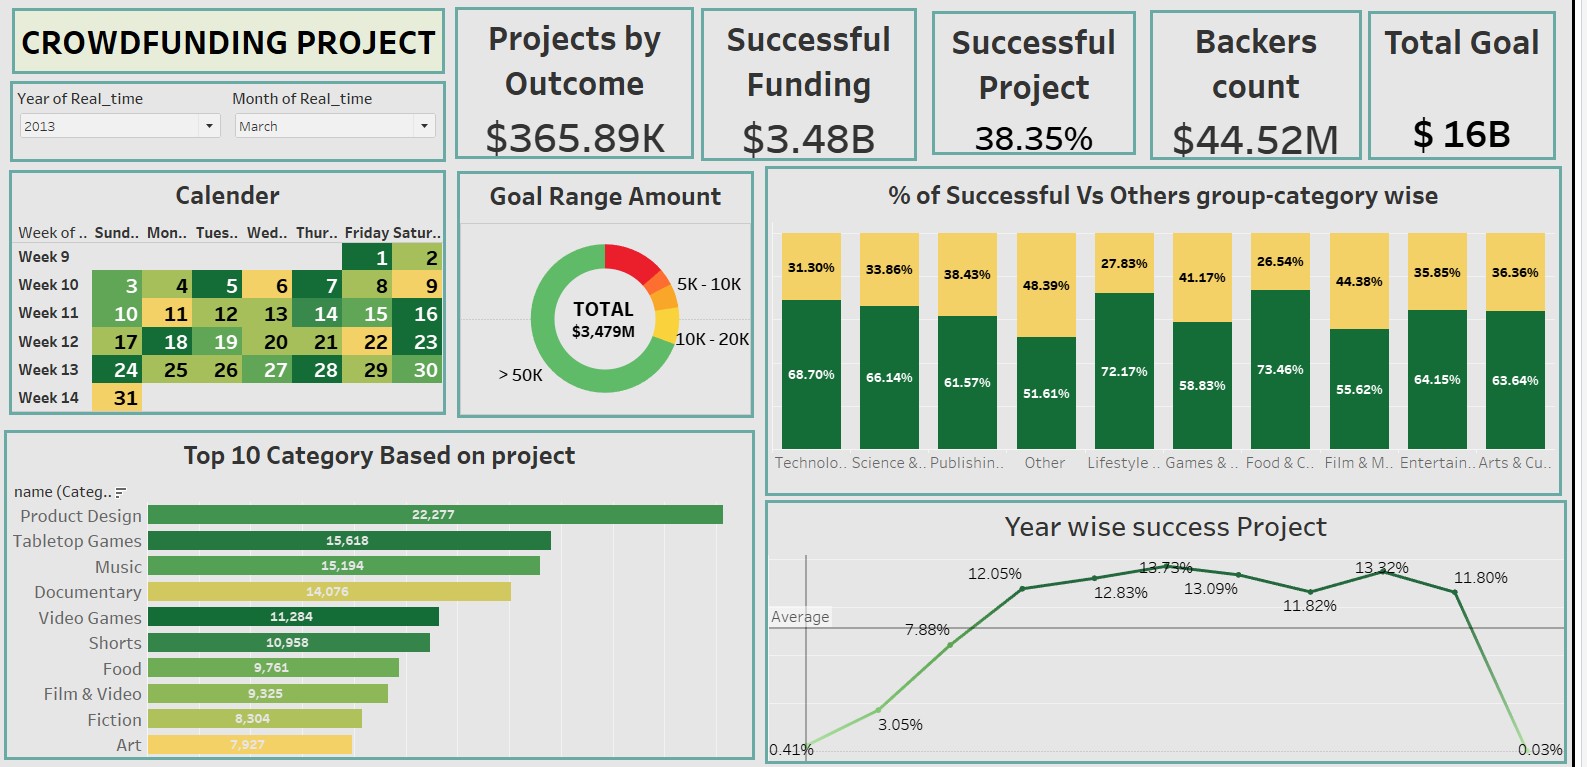 CROWDFUNDING PROJECT
Year of Real_time
Month of Real_time
2013
March
Projects by
Outcome
$365.89K
Successful
Funding
$3.48B
Successful
Project
38.35%
Backers
count
$44.52M
Total Goal
$ 16B
Calender
Week of .. Sund.. Mon.. Tues.. Wed.. Thur.. Friday Satur..
Week 9 1 2
Week 10 3 4 5 6 7 8 9
Week 11 10 11 12 13 14 15 16
Week 12 17 18 19 20 21 22 23
Week 13 24 25 26 27 28 29 30
Week 14 31
Goal Range Amount
5K - 10K
TOTAL
$3,479M
10K - 20K
> 50K
% of Successful Vs Others group-category wise
31.30% 33.86% 38.43% 48.39% 27.83% 41.17% 26.54% 44.38% 35.85% 36.36%
68.70% 66.14% 61.57% 51.61% 72.17% 58.83% 73.46% 55.62% 64.15% 63.64%
Technolo.. Science &.. Publishin.. Other Lifestyle .. Games & .. Food & C.. Film & M.. Entertain.. Arts & Cu..
Top 10 Category Based on project
name (Categ..
Product Design 22,277
Tabletop Games 15,618
Music 15,194
Documentary 14,076
Video Games 11,284
Shorts 10,958
Food 9,761
Film & Video 9,325
Fiction 8,304
Art 7,927
Year wise success Project
Average
0.41%
3.05%
7.88%
12.05%
12.83%
13.73%
13.09%
11.82%
13.32%
11.80%
0.03%